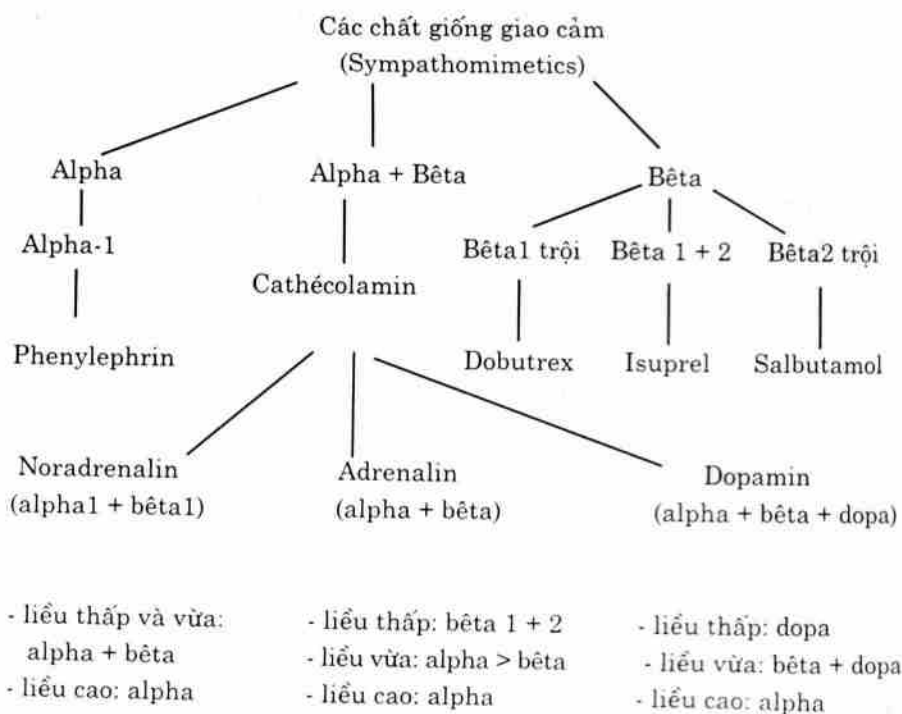 Các chất giống giao cảm
(Sympathomimetics)
Alpha
Alpha + Bêta
Bêta
Alpha-1
Bêta1 trội
Bêta 1 + 2
Bêta2 trội
Cathécolamin
Phenylephrin
Dobutrex
Isuprel
Salbutamol
Noradrenalin
(alpha1 + bêta1)
Adrenalin
(alpha + bêta)
Dopamin
(alpha + bêta + dopa)
- liều thấp và vừa:
alpha + bêta
- liều cao: alpha
- liều thấp: bêta 1 + 2
- liều vừa: alpha > bêta
- liều cao: alpha
- liều thấp: dopa
- liều vừa: bêta + dopa
- liều cao: alpha